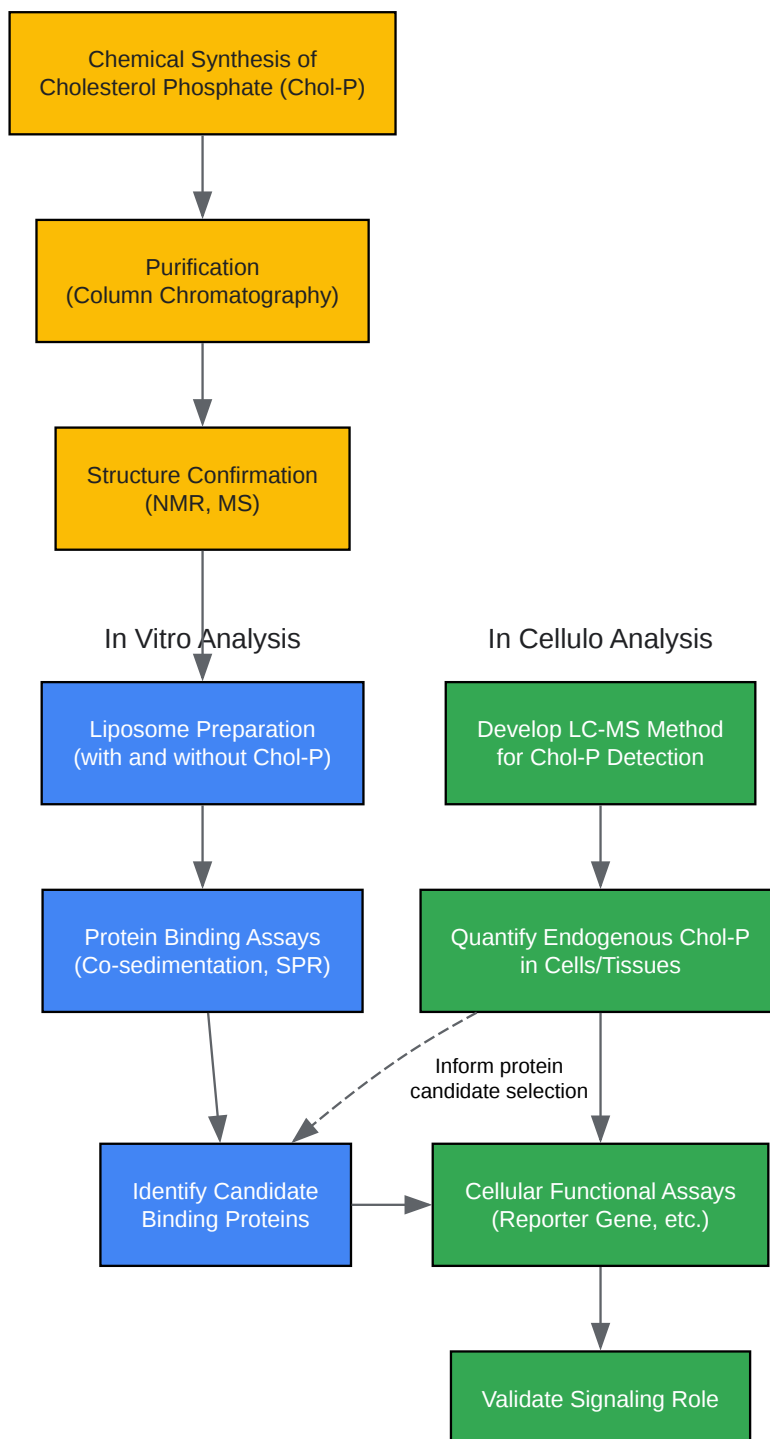 Chemical Synthesis of
Cholesterol Phosphate (Chol-P)
Purification
(Column Chromatography)
Structure Confirmation
(NMR, MS)
In Vitro Analysis
In Cellulo Analysis
Liposome Preparation
(with and without Chol-P)
Develop LC-MS Method
for Chol-P Detection
Protein Binding Assays
(Co-sedimentation, SPR)
Quantify Endogenous Chol-P
in Cells/Tissues
Inform protein
candidate selection
Identify Candidate
Binding Proteins
Cellular Functional Assays
(Reporter Gene, etc.)
Validate Signaling Role